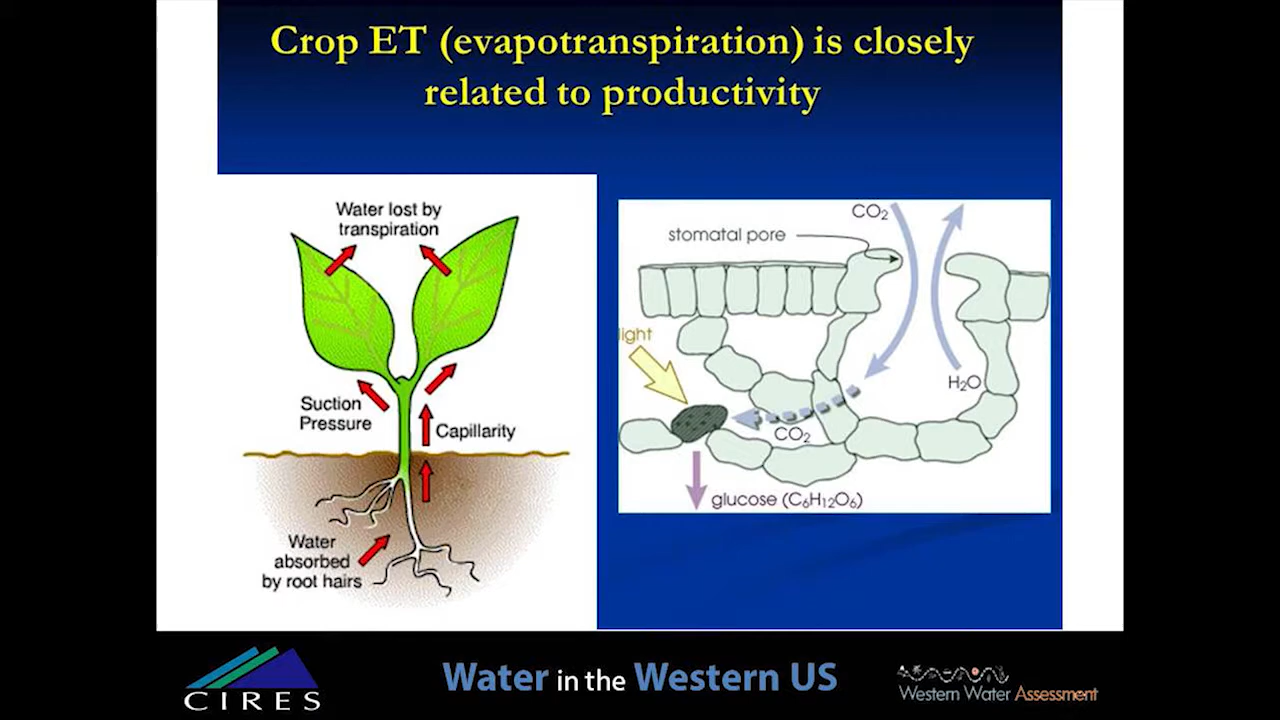 Crop ET (evapotranspiration) is closely
related to productivity
Water lost by
transpiration
Suction
Pressure
Capillarity
Water
absorbed
by root hairs
CO₂
stomatal pore
light
H₂O
CO₂
glucose (C₆H₁₂O₆)
CIRES
Water in the Western US
Western Water Assessment